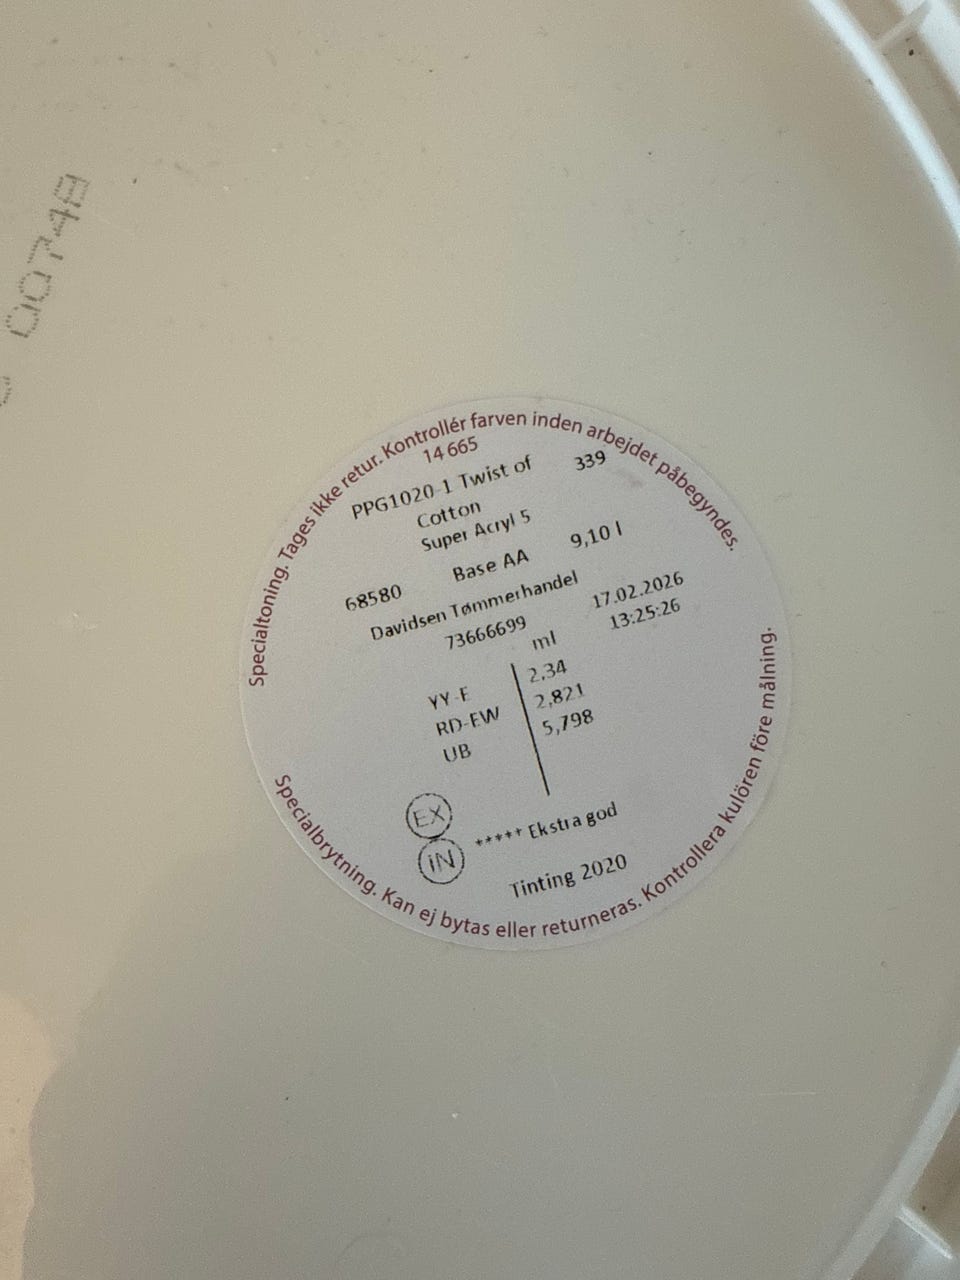 00748
Specialtoning. Tages ikke retur. Kontrollér farven inden arbejdet påbegyndes.
14 665
PPG1020-1 Twist of 339
Cotton
Super Acryl 5
68580 Base AA 9,10 l
Davidsen Tømmerhandel
73666699 17.02.2026
13:25:26
ml
YY-E 2,34
RD-EW 2,821
UB 5,798
EX
IN
***** Ekstra god
Tinting 2020
Specialbrytning. Kan ej bytas eller returneras. Kontrollera kulören före målning.